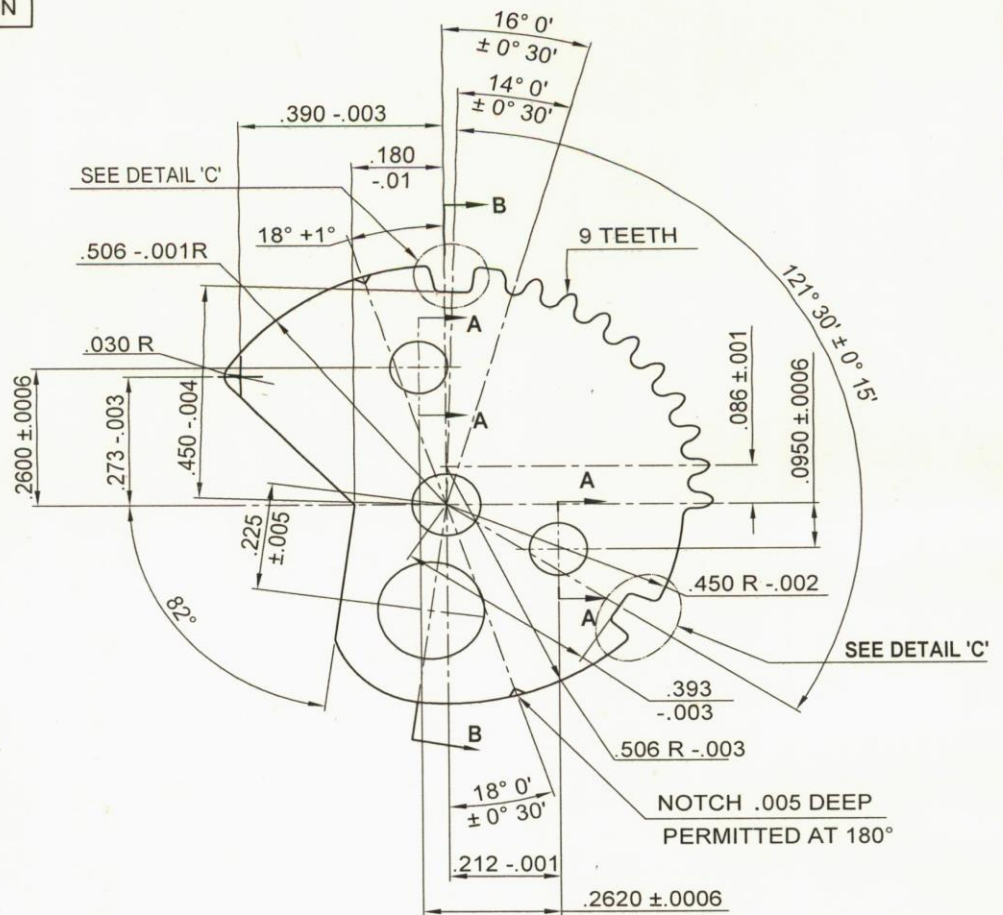 N
16° 0'
± 0° 30'
14° 0'
± 0° 30'
.390 -.003
.180
-.01
SEE DETAIL 'C'
B
18° +1°
9 TEETH
.506 -.001R
121° 30' ± 0° 15'
A
.030 R
.086 ±.001
.0950 ±.0006
.2600 ±.0006
.273 -.003
.450 -.004
A
A
.225
±.005
.450 R -.002
82°
A
SEE DETAIL 'C'
.393
-.003
B
.506 R -.003
18° 0'
± 0° 30'
NOTCH .005 DEEP
PERMITTED AT 180°
.212 -.001
.2620 ±.0006